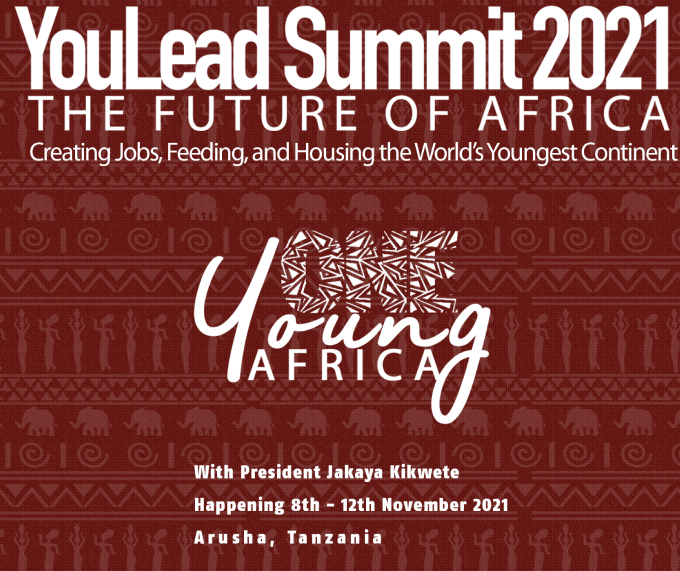 YouLead Summit 2021
THE FUTURE OF AFRICA
Creating Jobs, Feeding, and Housing the World's Youngest Continent
ONE
Young
AFRICA
With President Jakaya Kikwete
Happening 8th - 12th November 2021
Arusha, Tanzania